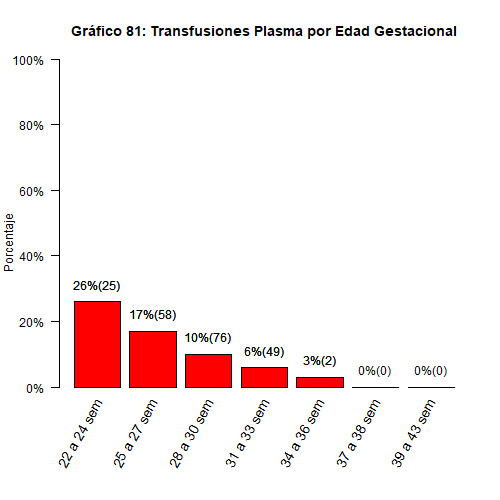 Gráfico 81: Transfusiones Plasma por Edad Gestacional
Porcentaje
100%
80%
60%
40%
20%
0%
26%(25)
17%(58)
10%(76)
6%(49)
3%(2)
0%(0)
0%(0)
22 a 24 sem
25 a 27 sem
28 a 30 sem
31 a 33 sem
34 a 36 sem
37 a 38 sem
39 a 43 sem